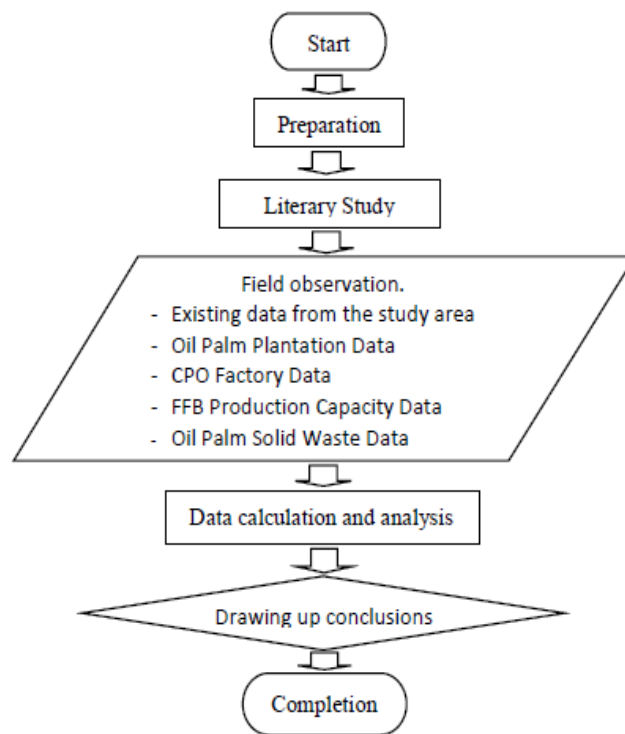 Start
Preparation
Literary Study
Field observation.
- Existing data from the study area
- Oil Palm Plantation Data
- CPO Factory Data
- FFB Production Capacity Data
- Oil Palm Solid Waste Data
Data calculation and analysis
Drawing up conclusions
Completion